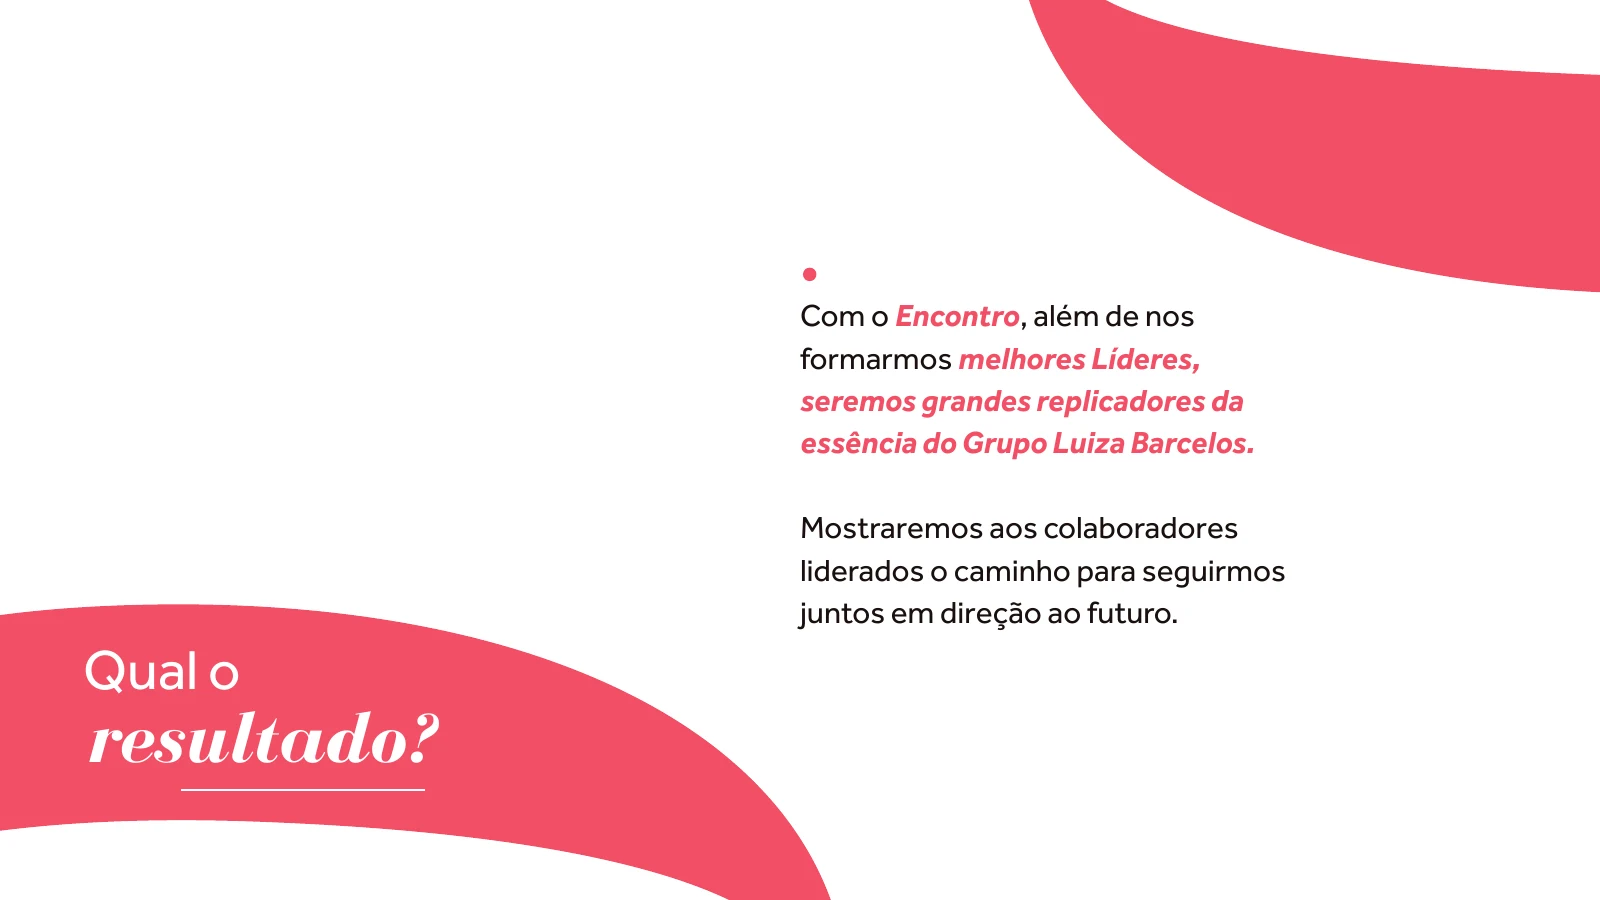 Com o Encontro, além de nos
formarmos melhores Líderes,
seremos grandes replicadores da
essência do Grupo Luiza Barcelos.
Mostraremos aos colaboradores
liderados o caminho para seguirmos
juntos em direção ao futuro.
Qual o
resultado?